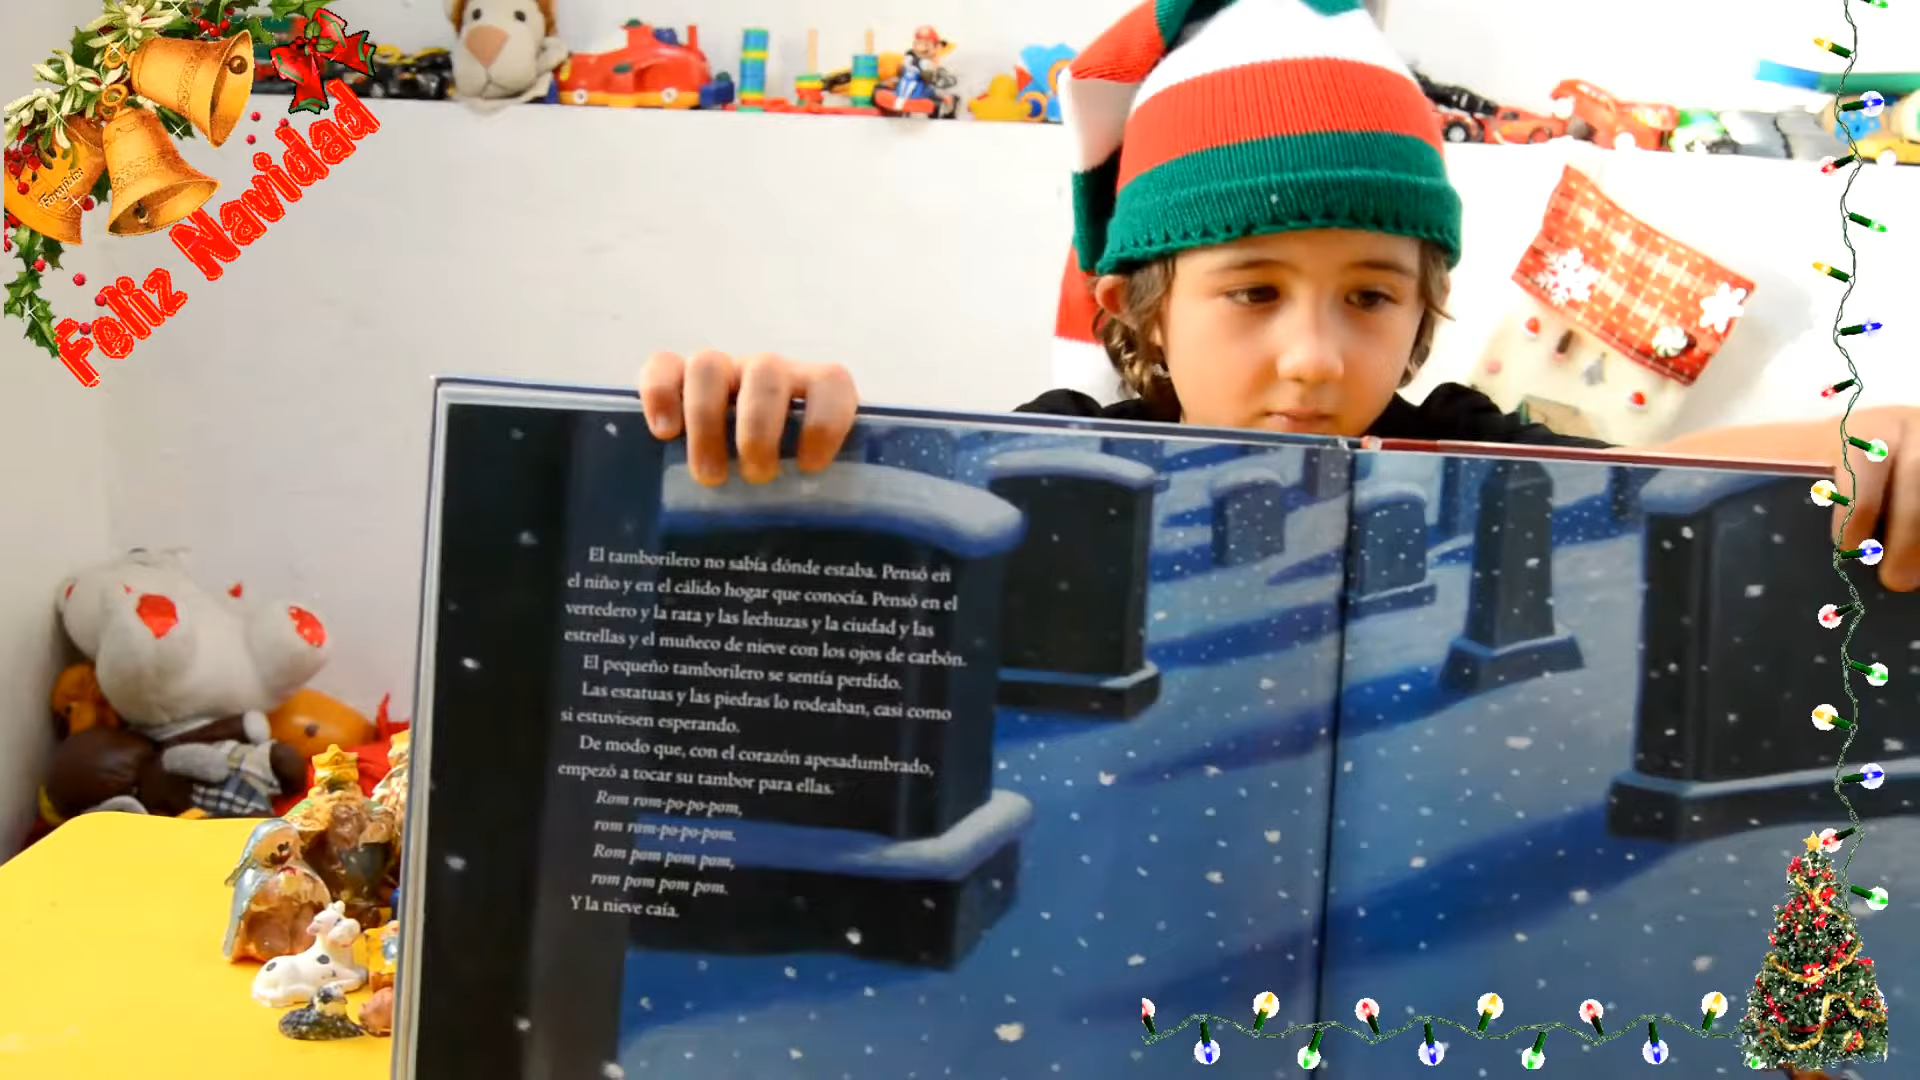 Feliz Navidad
El tamborilero no sabía dónde estaba. Pensó en
el niño y en el cálido hogar que conocía. Pensó en el
vertedero y la rata y las lechuzas y la ciudad y las
estrellas y el muñeco de nieve con los ojos de carbón.
El pequeño tamborilero se sentía perdido.
Las estatuas y las piedras lo rodeaban, casi como
si estuviesen esperando.
De modo que, con el corazón apesadumbrado,
empezó a tocar su tambor para ellas.
Rom rom-po-po-pom,
rom rom-po-po-pom.
Rom pom pom pom,
rom pom pom pom.
Y la nieve caía.